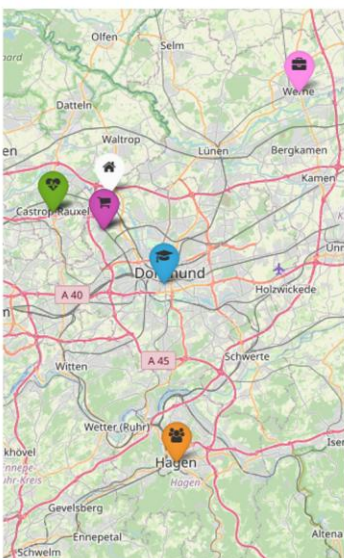 Olfen
Selm
Werne
Datteln
Waltrop
Lünen
Bergkamen
en
Kamen
Castrop-Rauxel
Dortmund
A 40
Holzwickede
n
A 45
Schwerte
Witten
Wetter (Ruhr)
Hagen
Hagen
Gevelsberg
Ennepetal
Schwelm
Altena